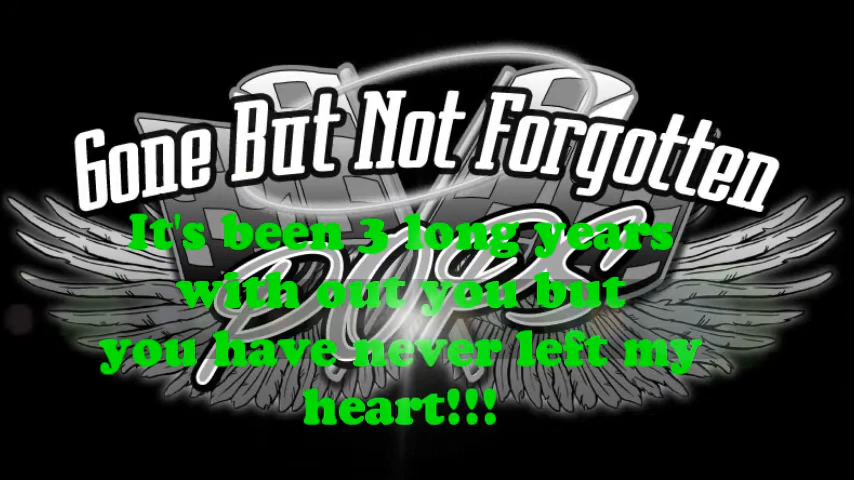 Gone But Not Forgotten
POPS
It's been 3 long years
with out you but
you have never left my
heart!!!